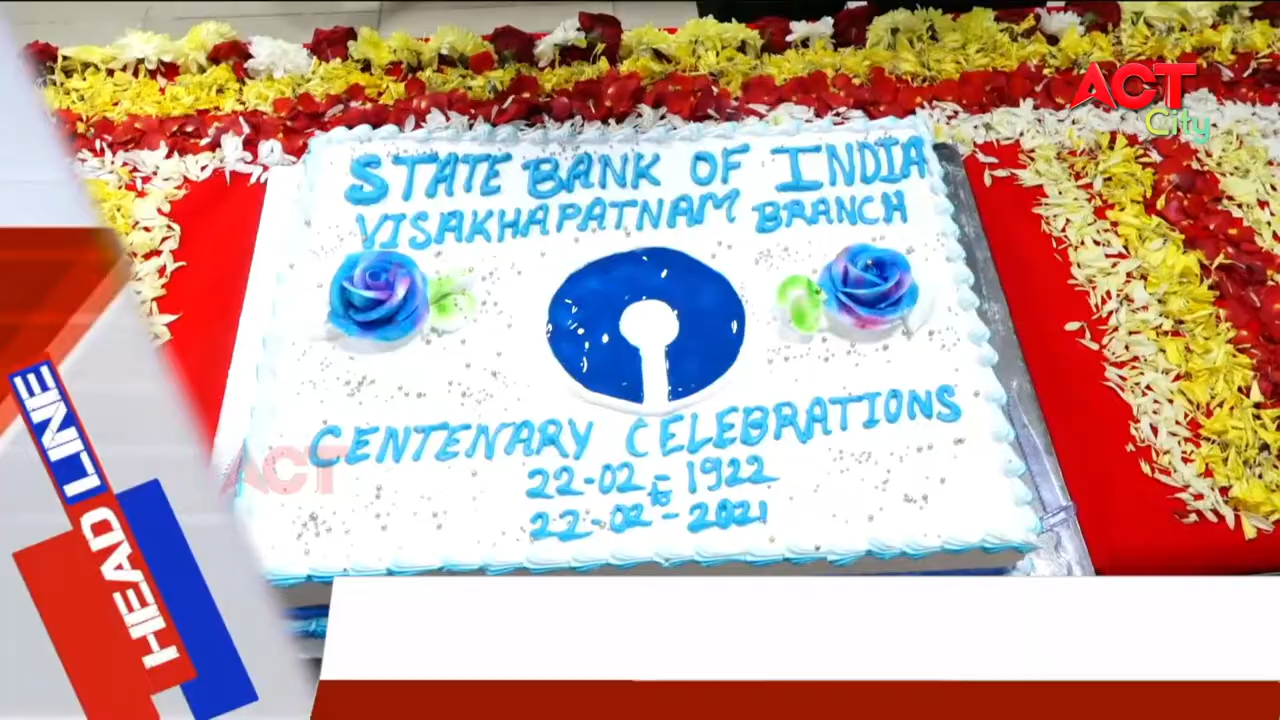 ACT
City
STATE BANK OF INDIA
VISAKHAPATNAM BRANCH
CENTENARY CELEBRATIONS
22-02-1922
to
22-02-2021
ACT
HEAD LINE